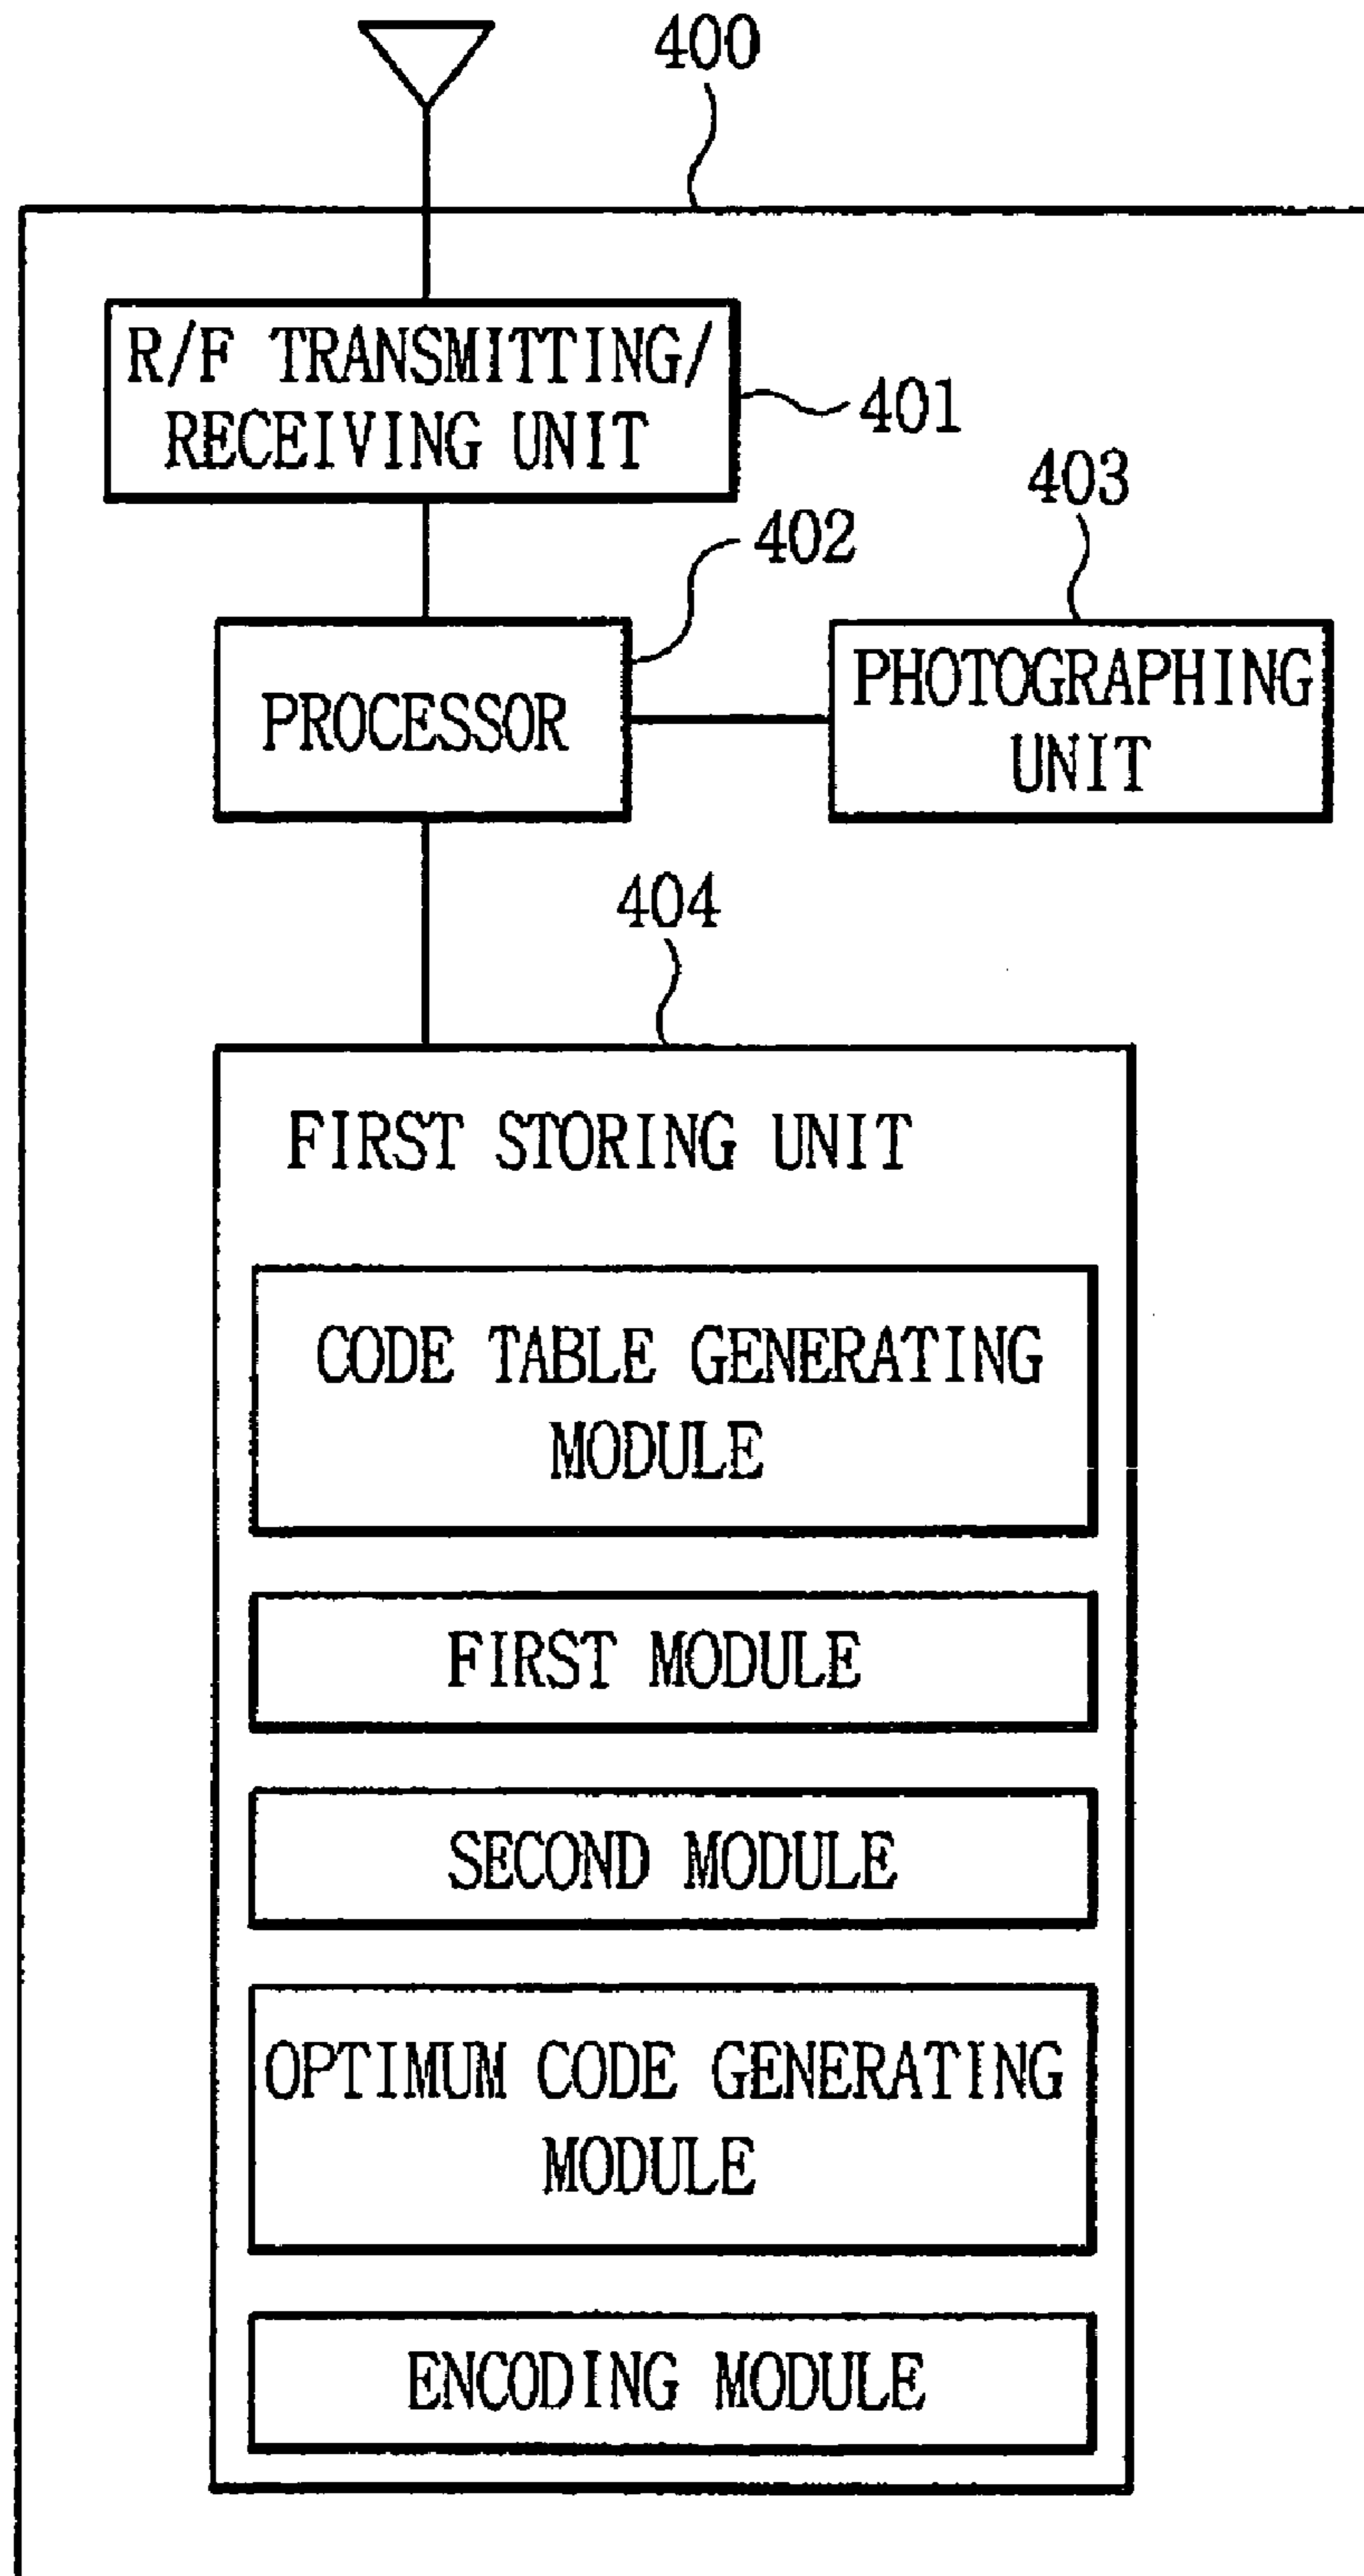 400
R/F TRANSMITTING/
RECEIVING UNIT
401
402
403
PROCESSOR
PHOTOGRAPHING
UNIT
404
FIRST STORING UNIT
CODE TABLE GENERATING
MODULE
FIRST MODULE
SECOND MODULE
OPTIMUM CODE GENERATING
MODULE
ENCODING MODULE